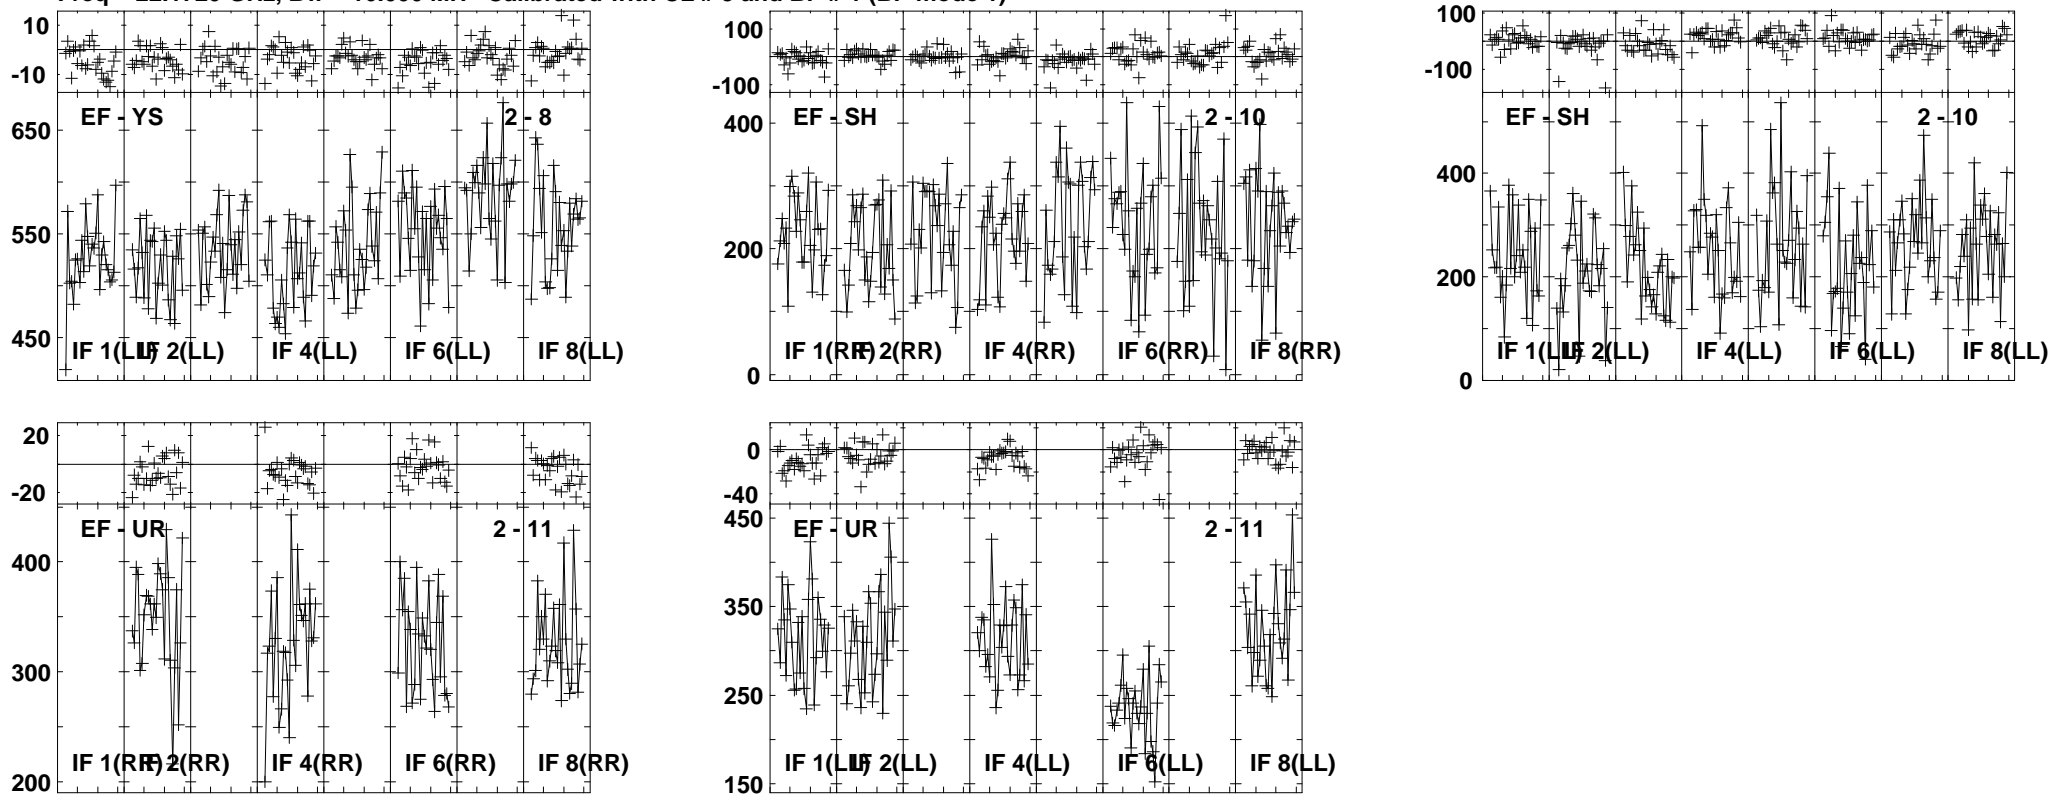 10
-10
650
550
450
EF - YS
2 - 8
IF 1(LL)
IF 2(LL)
IF 4(LL)
IF 6(LL)
IF 8(LL)
100
-100
400
200
0
EF - SH
2 - 10
IF 1(RR)
IF 2(RR)
IF 4(RR)
IF 6(RR)
IF 8(RR)
100
-100
400
200
0
EF - SH
2 - 10
IF 1(LL)
IF 2(LL)
IF 4(LL)
IF 6(LL)
IF 8(LL)
20
-20
400
300
200
EF - UR
2 - 11
IF 1(RR)
IF 2(RR)
IF 4(RR)
IF 6(RR)
IF 8(RR)
0
-40
450
350
250
150
EF - UR
2 - 11
IF 1(LL)
IF 2(LL)
IF 4(LL)
IF 6(LL)
IF 8(LL)